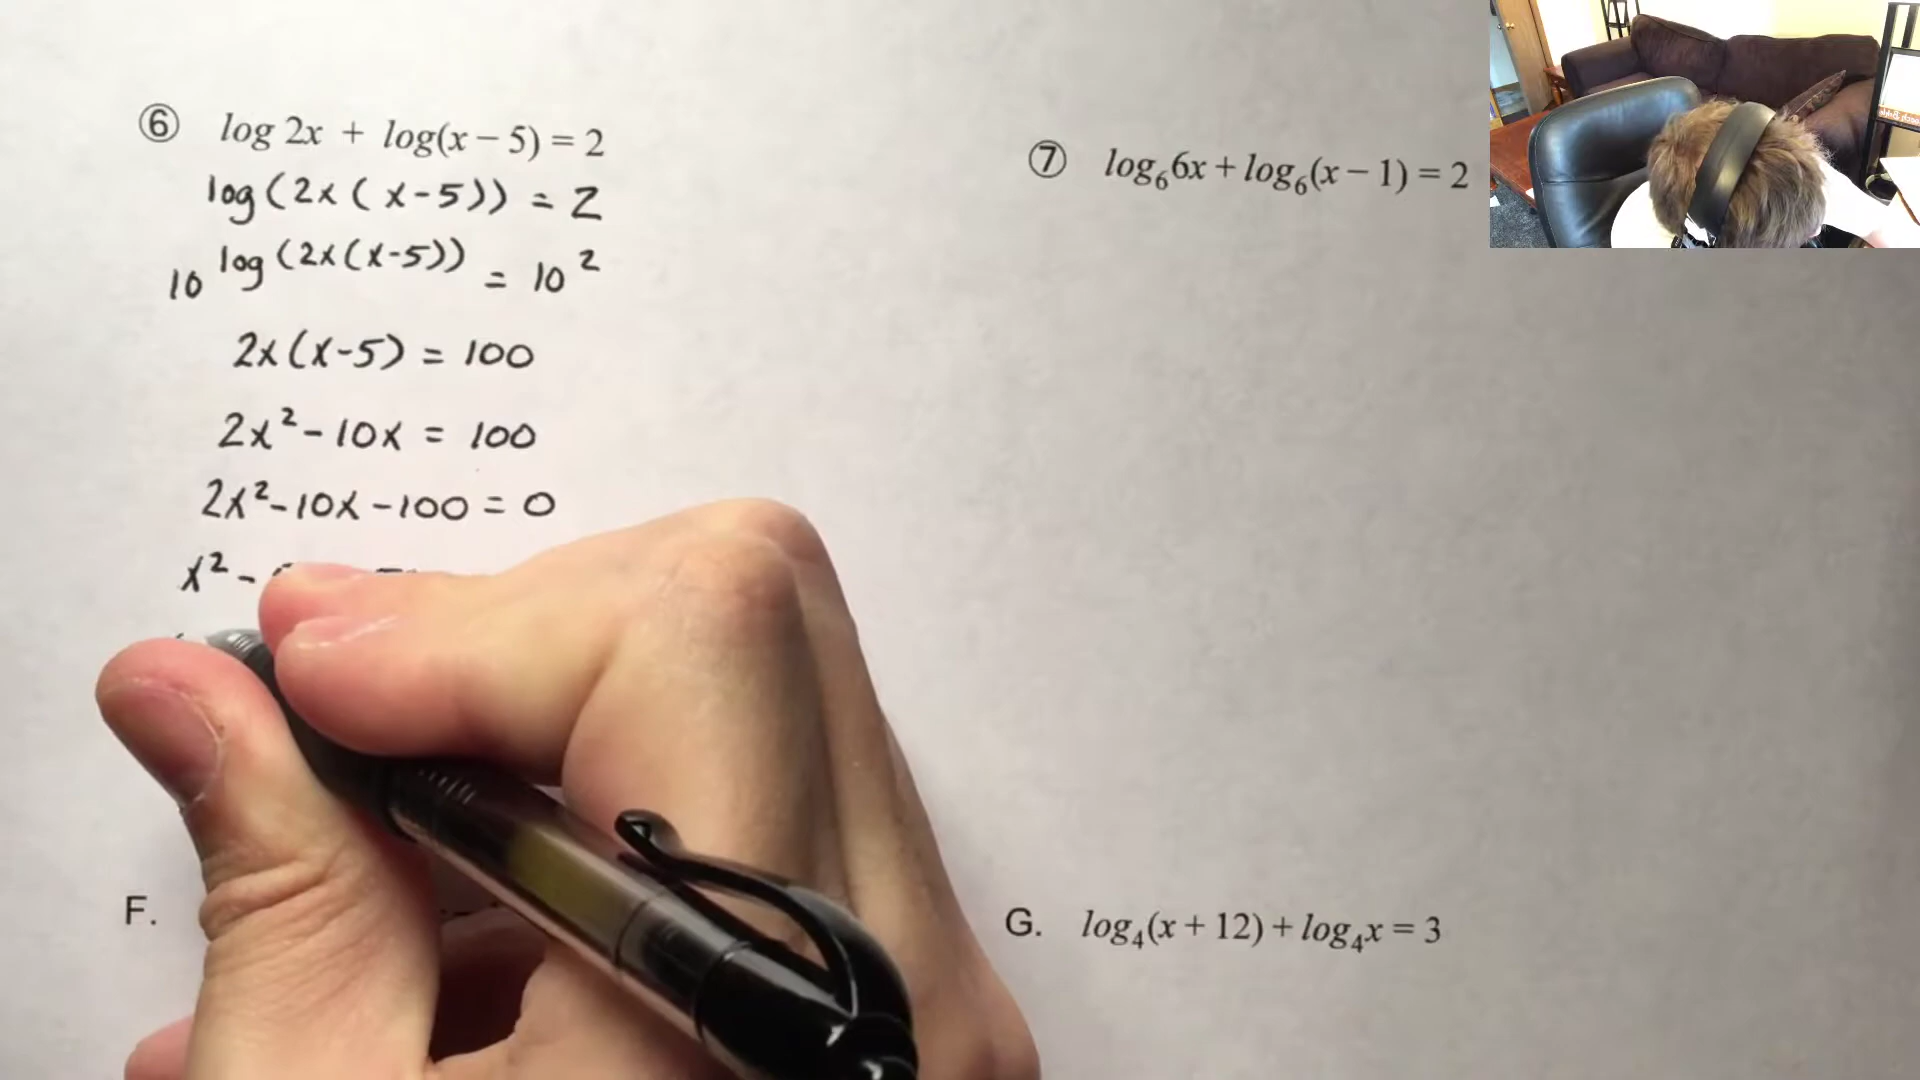 ⑥ log 2x + log(x – 5) = 2
log(2x(x-5)) = 2
10^log(2x(x-5)) = 10^2
2x(x-5) = 100
2x² - 10x = 100
2x² - 10x - 100 = 0
x² -
F.
⑦ log₆6x + log₆(x – 1) = 2
G. log₄(x + 12) + log₄x = 3